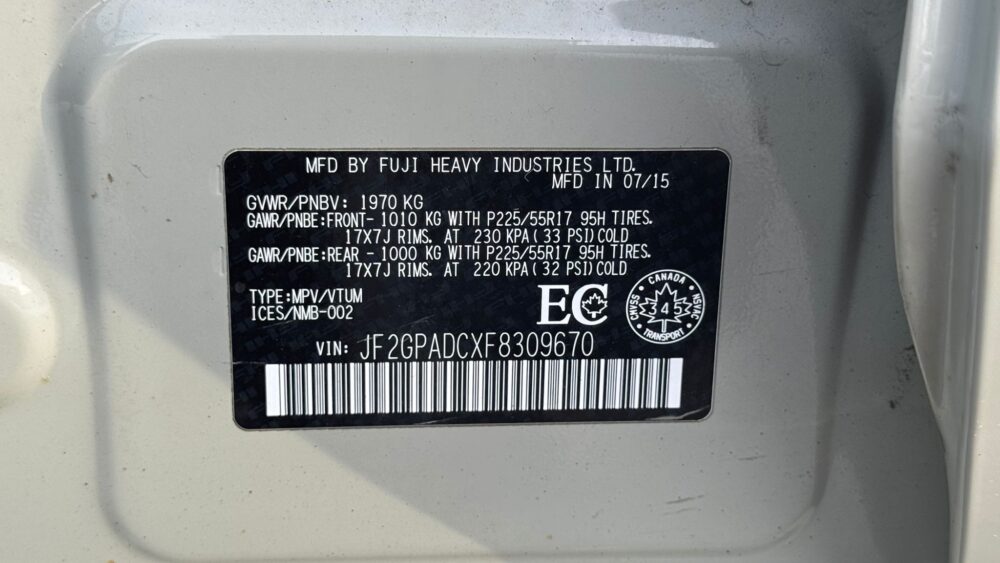 MFD BY FUJI HEAVY INDUSTRIES LTD.
MFD IN 07/15
GVWR/PNBV: 1970 KG
GAWR/PNBE:FRONT- 1010 KG WITH P225/55R17 95H TIRES.
17X7J RIMS. AT 230 KPA(33 PSI)COLD
GAWR/PNBE:REAR - 1000 KG WITH P225/55R17 95H TIRES.
17X7J RIMS. AT 220 KPA(32 PSI)COLD
TYPE:MPV/VTUM
ICES/NMB-002
EC
CANADA
CMVSS
345
NSVAC
TRANSPORT
VIN: JF2GPADCXF8309670